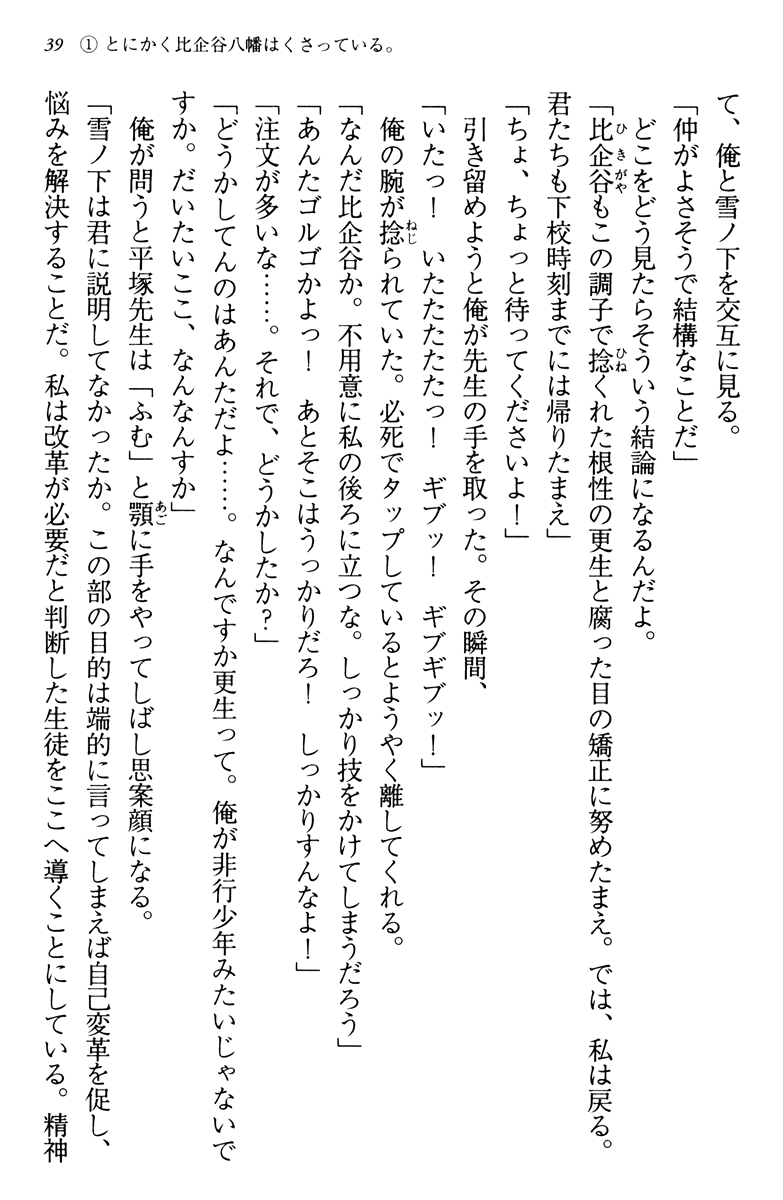 39 ①とにかく比企谷八幡はくさっている。
て、俺と雪ノ下を交互に見る。
「仲がよさそうで結構なことだ」
　どこをどう見たらそういう結論になるんだよ。
「比企谷もこの調子で捻くれた根性の更生と腐った目の矯正に努めたまえ。では、私は戻る。
君たちも下校時刻までには帰りたまえ」
「ちょ、ちょっと待ってくださいよ！」
　引き留めようと俺が先生の手を取った。その瞬間、
「いたっ！　いたたたたたっ！　ギブッ！　ギブギブッ！」
　俺の腕が捻られていた。必死でタップしているとようやく離してくれる。
「なんだ比企谷か。不用意に私の後ろに立つな。しっかり技をかけてしまうだろう」
「あんたゴルゴかよっ！　あとそこはうっかりだろ！　しっかりすんなよ！」
「注文が多いな……。それで、どうかしたか？」
「どうかしてんのはあんただよ……。なんですか更生って。俺が非行少年みたいじゃないで
すか。だいたいここ、なんなんすか」
　俺が問うと平塚先生は「ふむ」と顎に手をやってしばし思案顔になる。
「雪ノ下は君に説明してなかったか。この部の目的は端的に言ってしまえば自己変革を促し、
悩みを解決することだ。私は改革が必要だと判断した生徒をここへ導くことにしている。精神